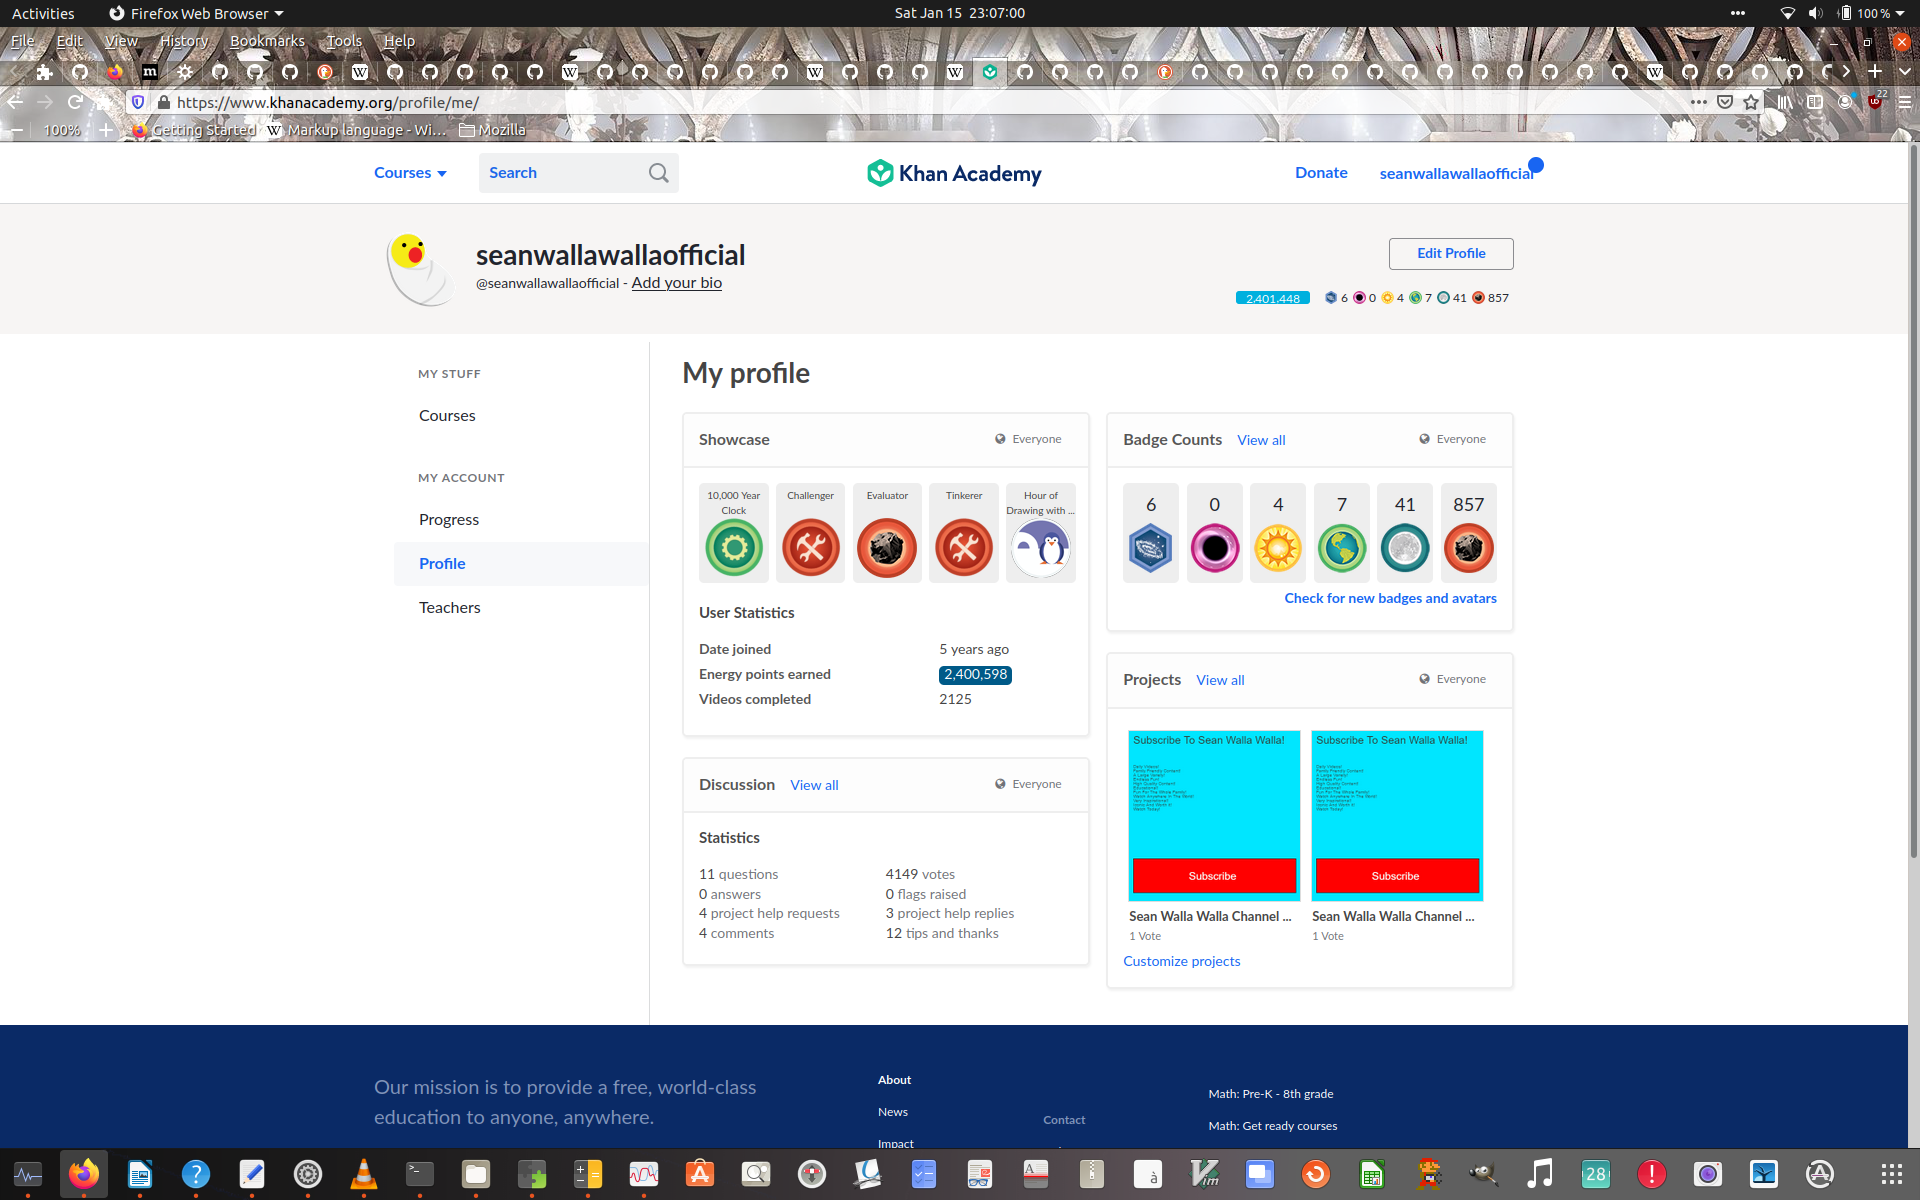 Activities
Firefox Web Browser
Sat Jan 15 23:07:00
100 %
File Edit View History Bookmarks Tools Help
https://www.khanacademy.org/profile/me/
22
100%
Getting Started
Markup language - Wi...
Mozilla
Courses
Search
Khan Academy
Donate
seanwallawallaofficial
seanwallawallaofficial
@seanwallawallaofficial - Add your bio
Edit Profile
2,401,448 6 0 4 7 41 857
MY STUFF
Courses
MY ACCOUNT
Progress
Profile
Teachers
My profile
Showcase
Everyone
10,000 Year Clock
Challenger
Evaluator
Tinkerer
Hour of Drawing with ...
User Statistics
Date joined 5 years ago
Energy points earned 2,400,598
Videos completed 2125
Badge Counts View all
Everyone
6 0 4 7 41 857
Check for new badges and avatars
Discussion View all
Everyone
Statistics
11 questions 4149 votes
0 answers 0 flags raised
4 project help requests 3 project help replies
4 comments 12 tips and thanks
Projects View all
Everyone
Subscribe To Sean Walla Walla!
Subscribe
Sean Walla Walla Channel ...
1 Vote
Subscribe To Sean Walla Walla!
Subscribe
Sean Walla Walla Channel ...
1 Vote
Customize projects
Our mission is to provide a free, world-class
education to anyone, anywhere.
About
News
Impact
Contact
Math: Pre-K - 8th grade
Math: Get ready courses
28